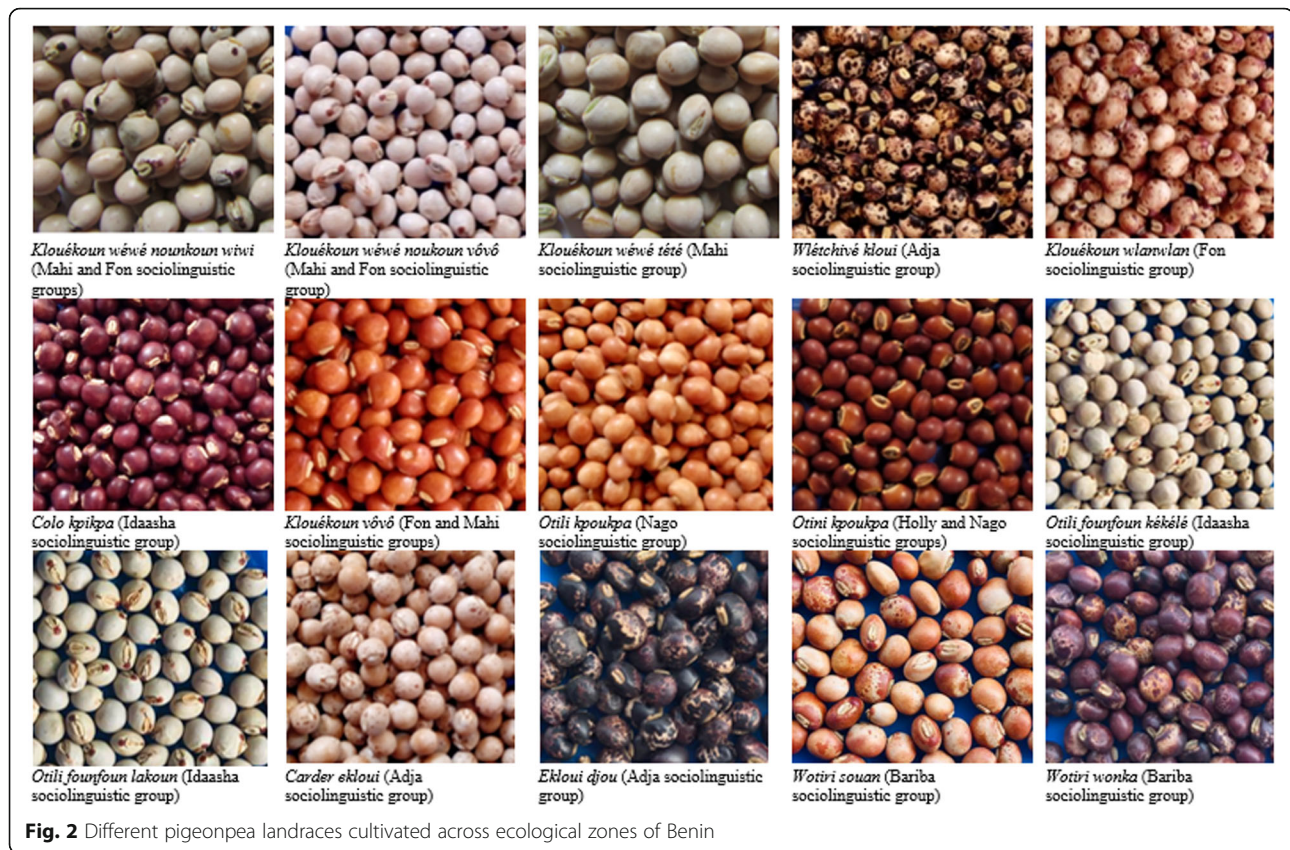 Klouékoun wéwé nounkoun wiwi
(Mahi and Fon sociolinguistic
groups)
Klouékoun wéwé noukoun vôvô
(Mahi and Fon sociolinguistic
group)
Klouékoun wéwé tété (Mahi
sociolinguistic group)
Wlétchivé kloui (Adja
sociolinguistic group)
Klouékoun wlanwlan (Fon
sociolinguistic group)
Colo kpikpa (Idaasha
sociolinguistic group)
Klouékoun vôvô (Fon and Mahi
sociolinguistic groups)
Otili kpoukpa (Nago
sociolinguistic group)
Otini kpoukpa (Holly and Nago
sociolinguistic groups)
Otili founfoun kékélé (Idaasha
sociolinguistic group)
Otili founfoun lakoun (Idaasha
sociolinguistic group)
Carder ekloui (Adja
sociolinguistic group)
Ekloui djou (Adja sociolinguistic
group)
Wotiri souan (Bariba
sociolinguistic group)
Wotiri wonka (Bariba
sociolinguistic group)
Fig. 2 Different pigeonpea landraces cultivated across ecological zones of Benin